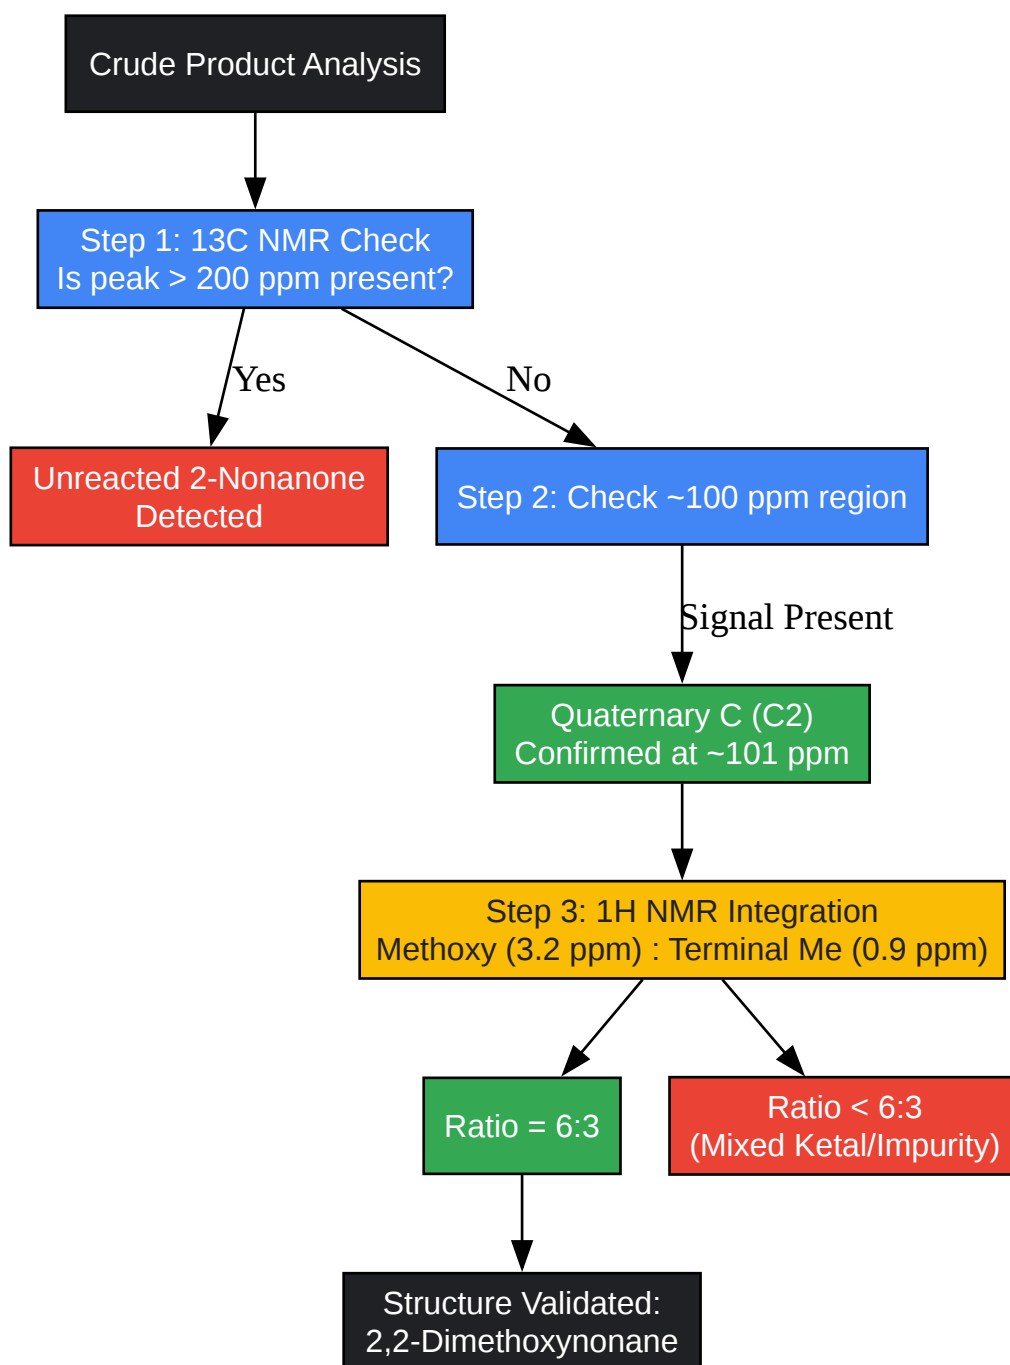 Crude Product Analysis
Step 1: 13C NMR Check
Is peak > 200 ppm present?
Yes
No
Unreacted 2-Nonanone
Detected
Step 2: Check ~100 ppm region
Signal Present
Quaternary C (C2)
Confirmed at ~101 ppm
Step 3: 1H NMR Integration
Methoxy (3.2 ppm) : Terminal Me (0.9 ppm)
Ratio = 6:3
Ratio < 6:3
(Mixed Ketal/Impurity)
Structure Validated:
2,2-Dimethoxynonane